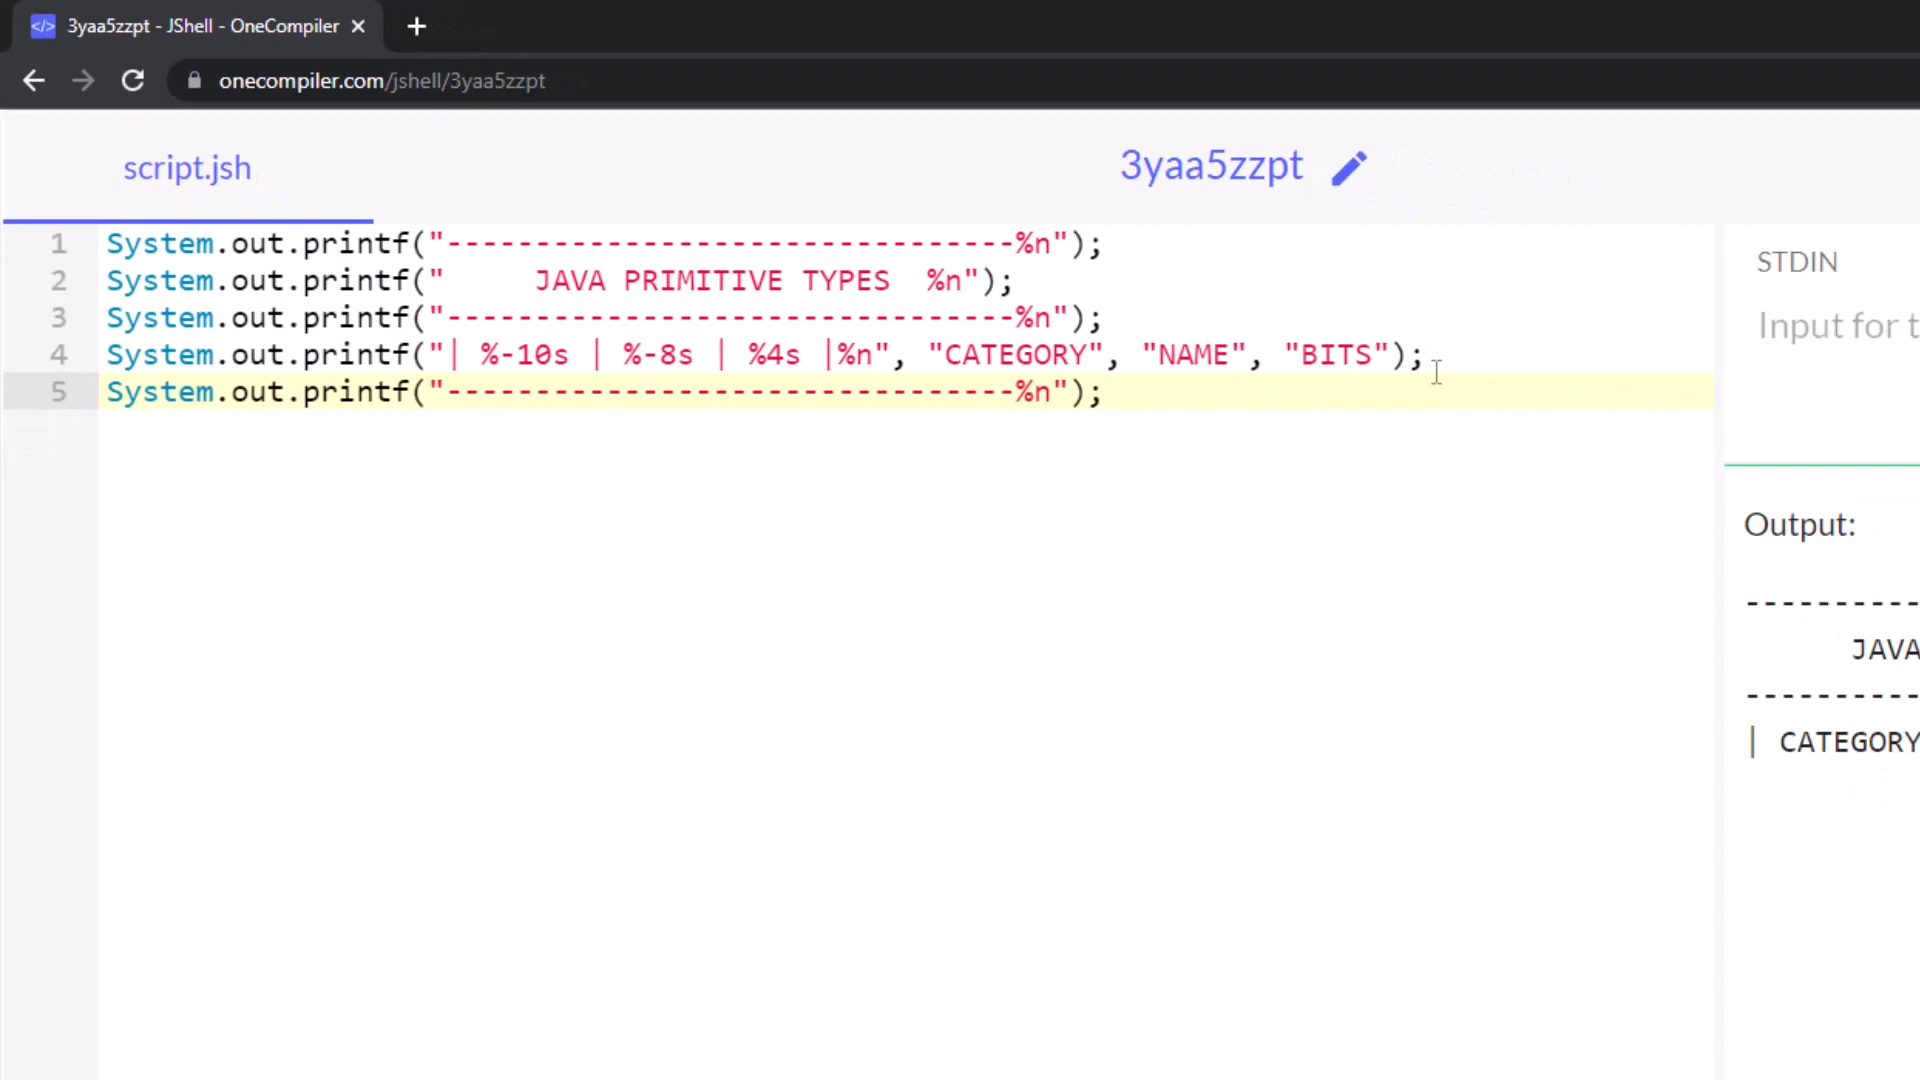 3yaa5zzpt - JShell - OneCompiler
onecompiler.com/jshell/3yaa5zzpt
script.jsh
3yaa5zzpt
1 System.out.printf("--------------------------------%n");
2 System.out.printf("     JAVA PRIMITIVE TYPES  %n");
3 System.out.printf("--------------------------------%n");
4 System.out.printf("| %-10s | %-8s | %4s |%n", "CATEGORY", "NAME", "BITS");
5 System.out.printf("--------------------------------%n");
STDIN
Input for t
Output:
----------
JAVA
----------
| CATEGORY